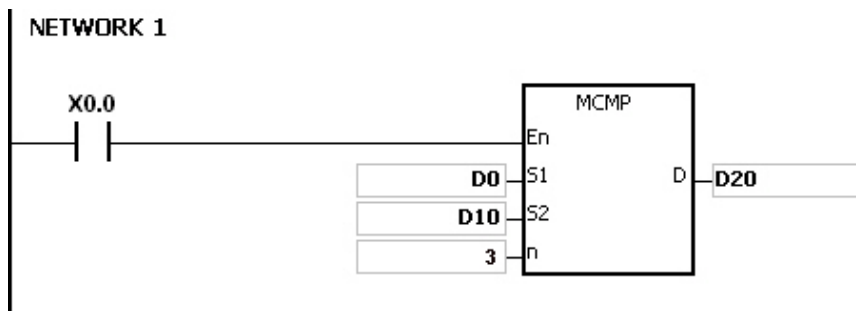 NETWORK 1
X0.0
MCMP
En
D0 S1 D D20
D10 S2
3 n